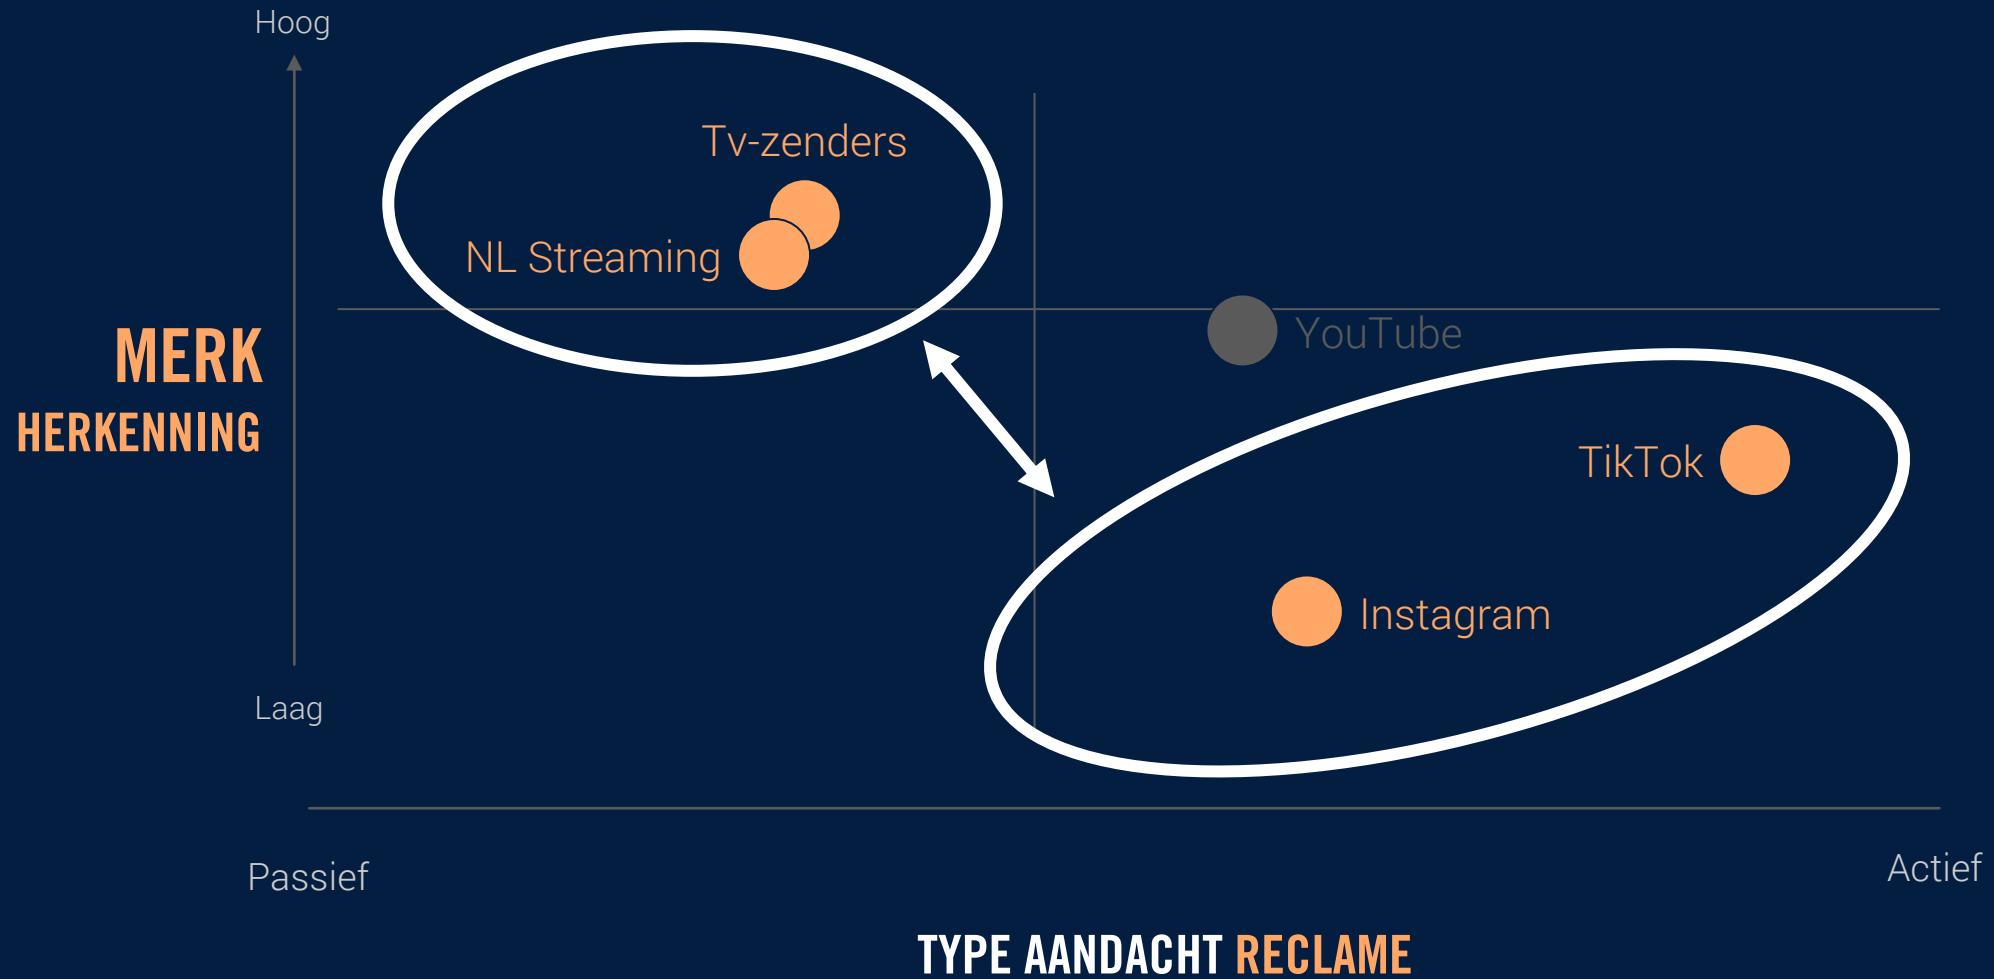 Hoog
Tv-zenders
NL Streaming
YouTube
MERK
HERKENNING
TikTok
Instagram
Laag
Passief
Actief
TYPE AANDACHT RECLAME